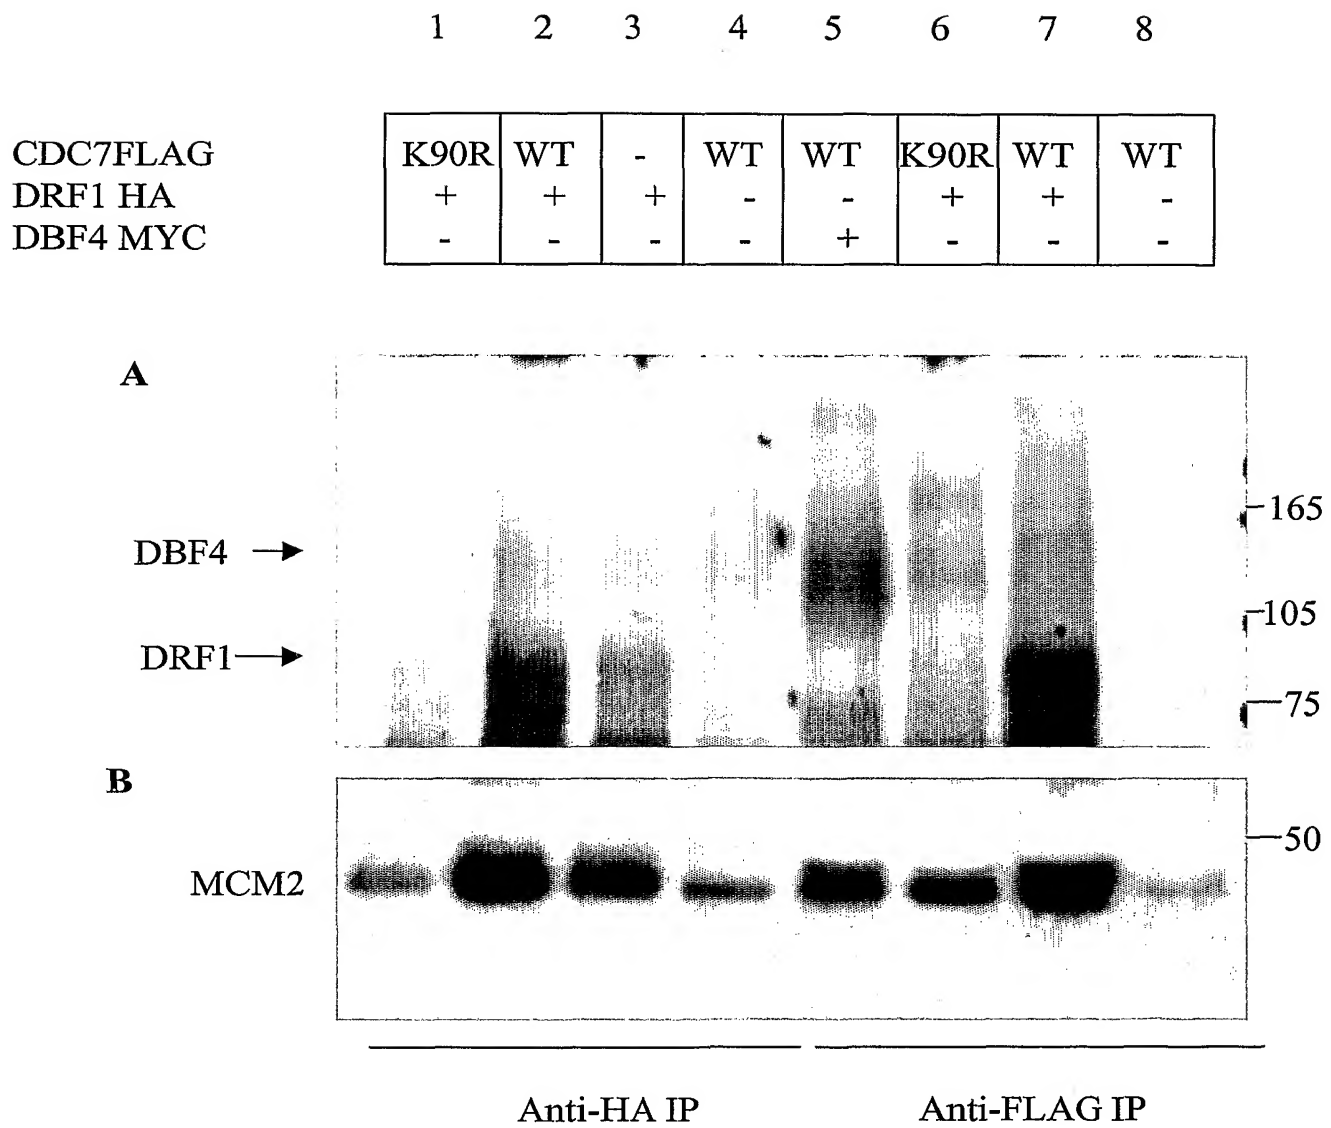 1 2 3 4 5 6 7 8
CDC7FLAG K90R WT - WT WT K90R WT WT
DRF1 HA + + + - - + + -
DBF4 MYC - - - - + - - -
A
165
DBF4
105
DRF1
75
B
50
MCM2
Anti-HA IP Anti-FLAG IP